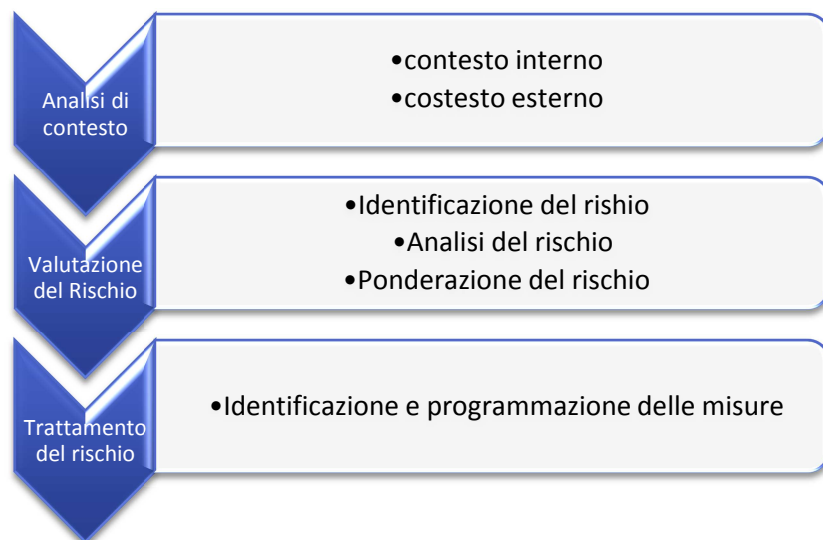 Analisi di
contesto
•contesto interno
•costesto esterno
Valutazione
del Rischio
•Identificazione del rishio
•Analisi del rischio
•Ponderazione del rischio
Trattamento
del rischio
•Identificazione e programmazione delle misure